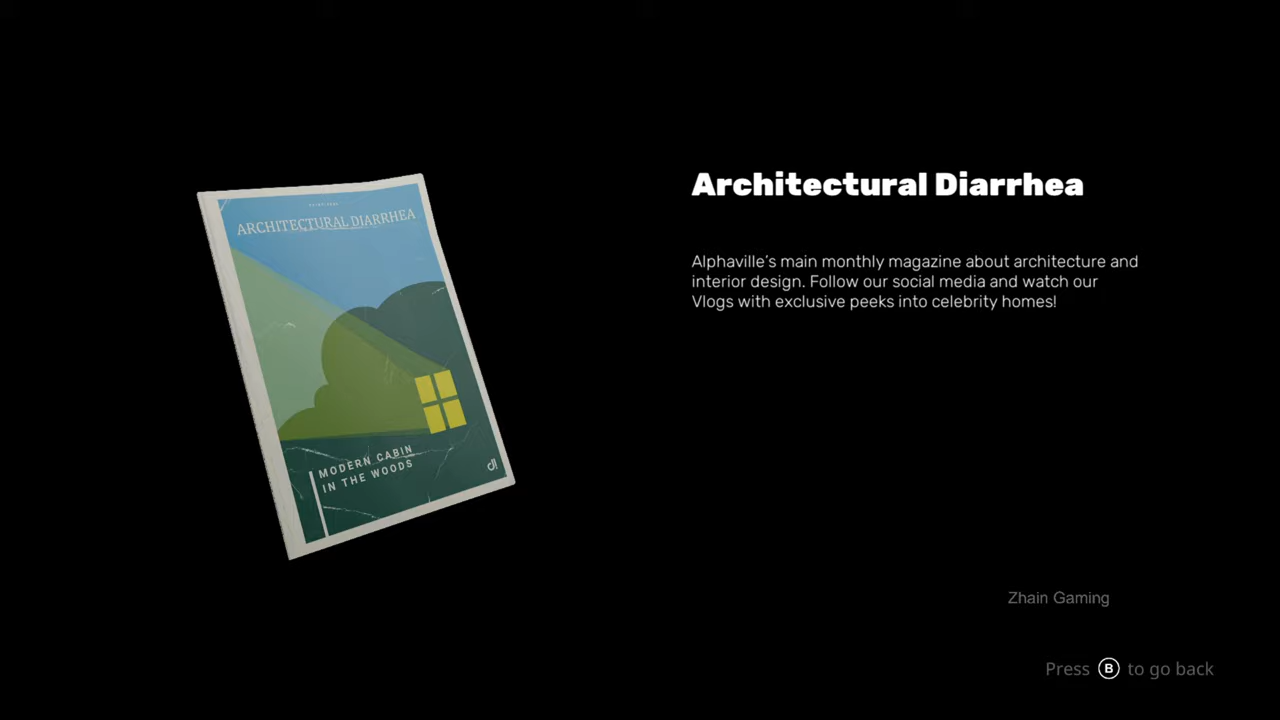 Architectural Diarrhea
ARCHITECTURAL DIARRHEA
Alphaville's main monthly magazine about architecture and
interior design. Follow our social media and watch our
Vlogs with exclusive peeks into celebrity homes!
MODERN CABIN
IN THE WOODS
Zhain Gaming
Press B to go back